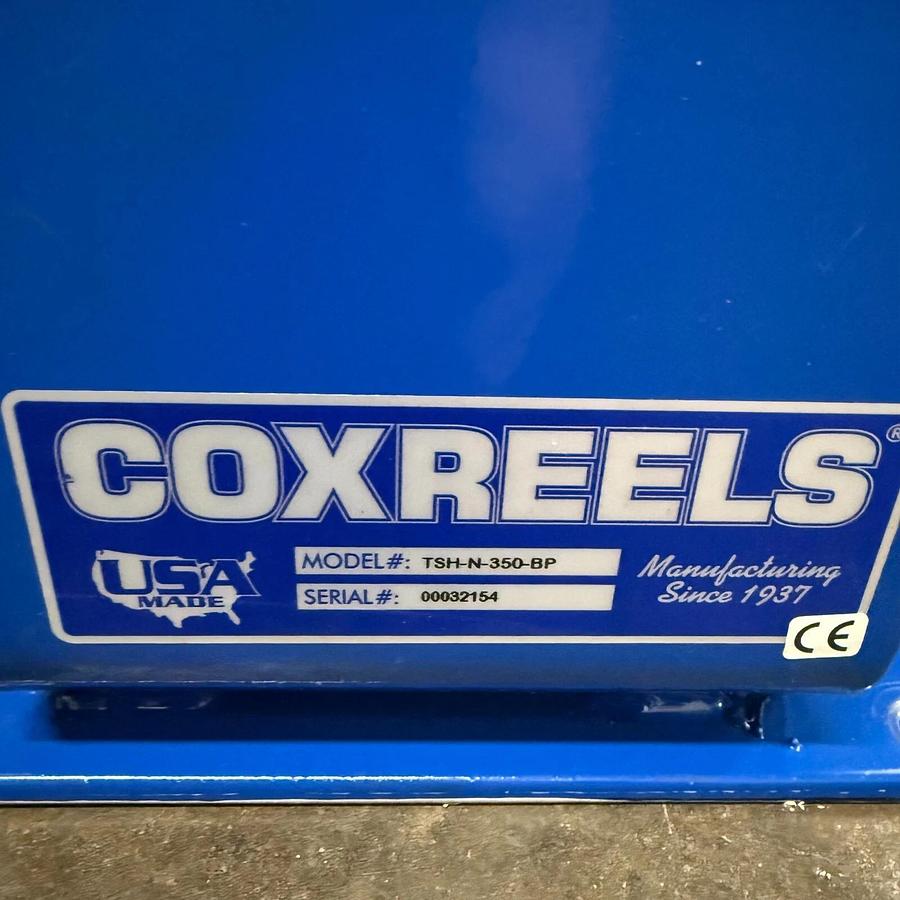 COXREELS®
USA
MADE
MODEL#: TSH-N-350-BP
SERIAL#: 00032154
Manufacturing
Since 1937
CE